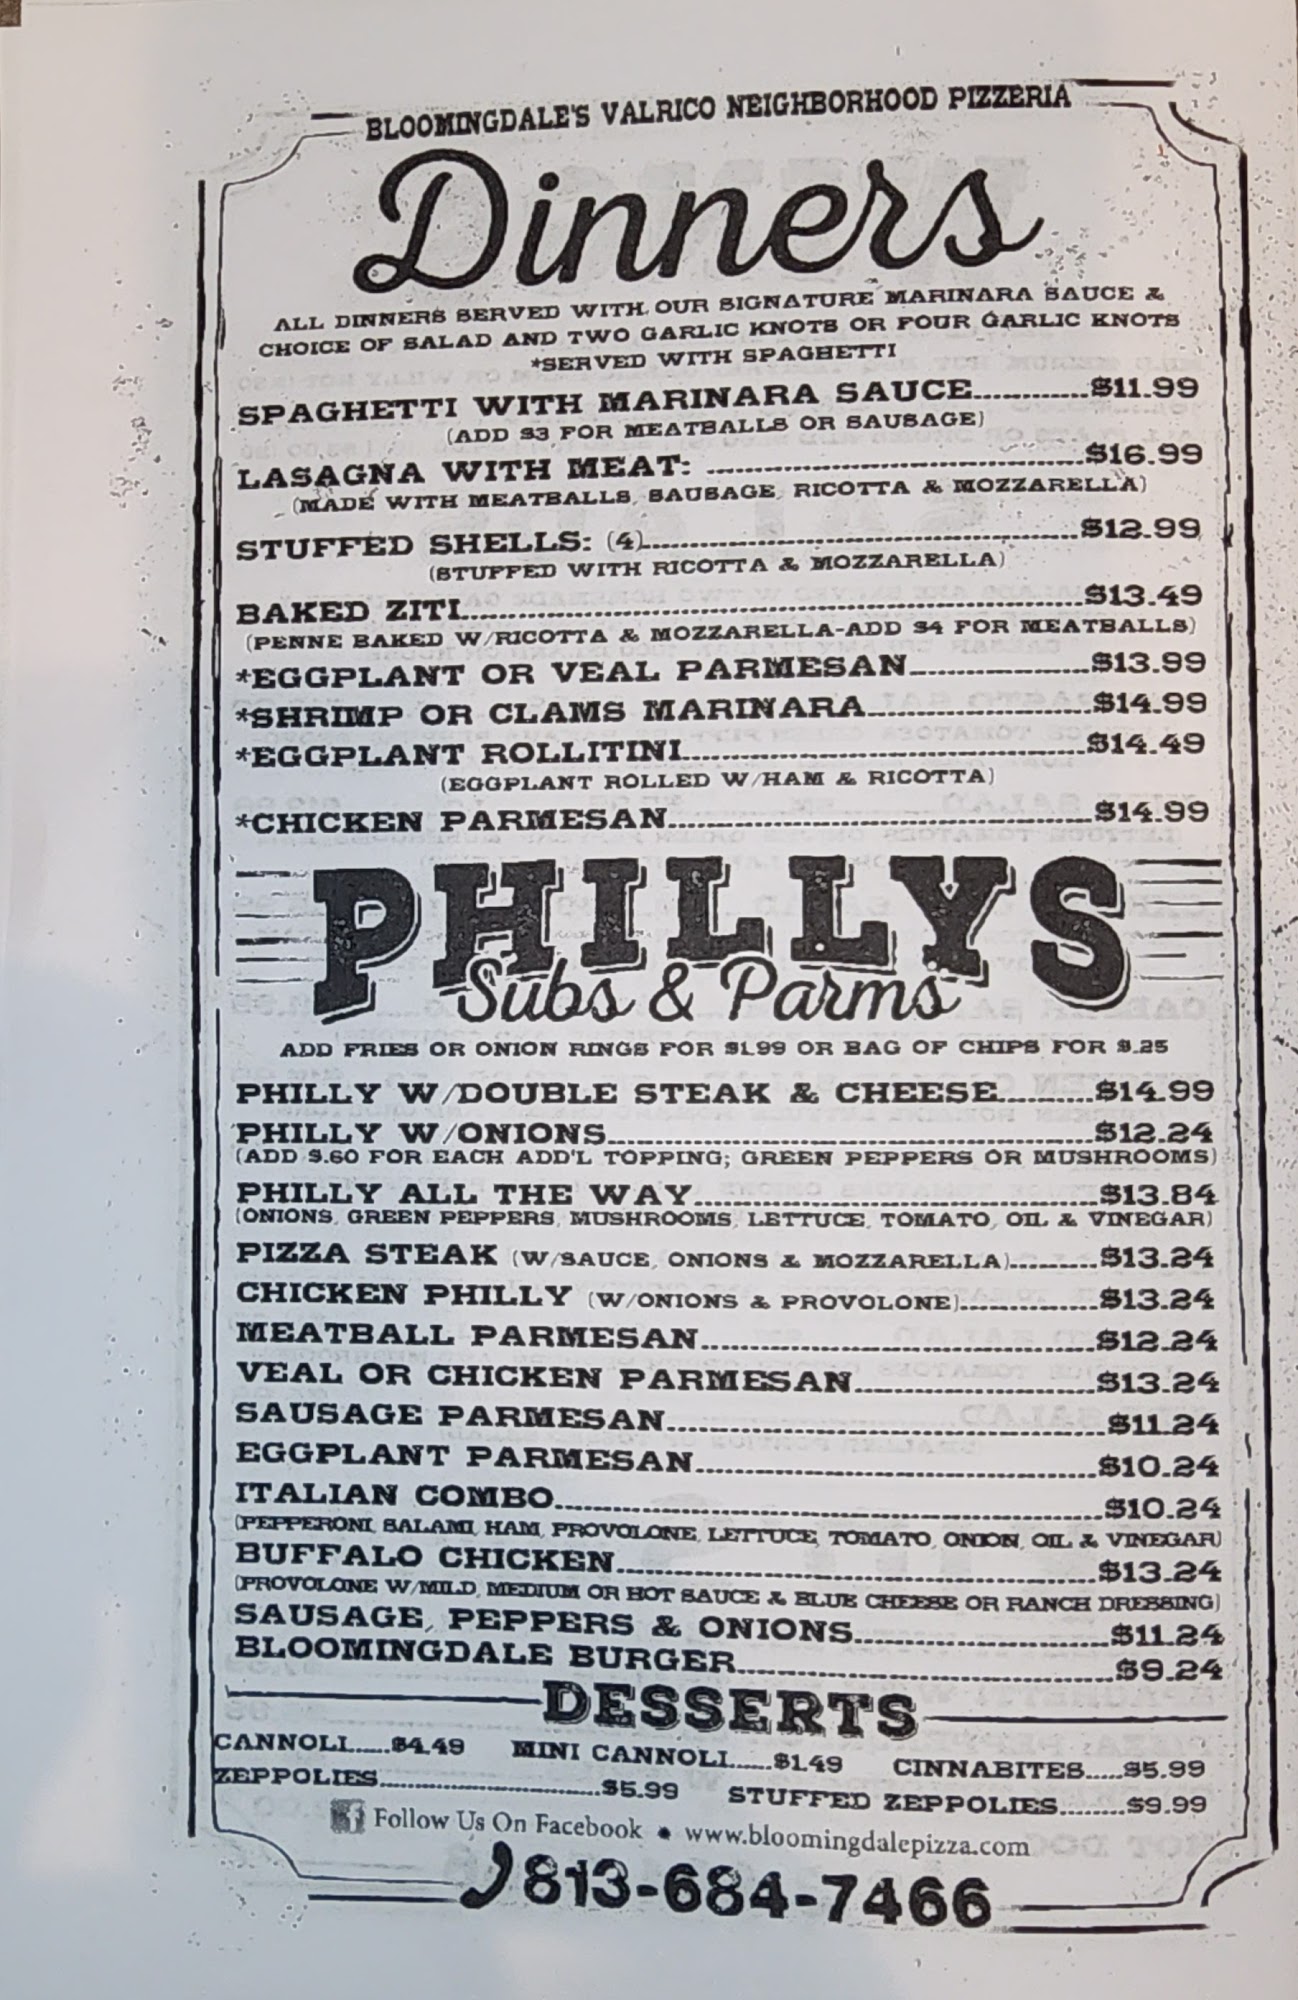 BLOOMINGDALE'S VALRICO NEIGHBORHOOD PIZZERIA
Dinners
ALL DINNERS SERVED WITH OUR SIGNATURE MARINARA SAUCE &
CHOICE OF SALAD AND TWO GARLIC KNOTS OR FOUR GARLIC KNOTS
*SERVED WITH SPAGHETTI
SPAGHETTI WITH MARINARA SAUCE............$11.99
(ADD $3 FOR MEATBALLS OR SAUSAGE)
LASAGNA WITH MEAT: ............$16.99
(MADE WITH MEATBALLS, SAUSAGE, RICOTTA & MOZZARELLA)
STUFFED SHELLS: (4)............$12.99
(STUFFED WITH RICOTTA & MOZZARELLA)
BAKED ZITI............$13.49
(PENNE BAKED W/RICOTTA & MOZZARELLA-ADD $4 FOR MEATBALLS)
*EGGPLANT OR VEAL PARMESAN............$13.99
*SHRIMP OR CLAMS MARINARA............$14.99
*EGGPLANT ROLLITINI............$14.49
(EGGPLANT ROLLED W/HAM & RICOTTA)
*CHICKEN PARMESAN............$14.99
PHILLYS
Subs & Parms
ADD FRIES OR ONION RINGS FOR $1.99 OR BAG OF CHIPS FOR $.25
PHILLY W/DOUBLE STEAK & CHEESE.........$14.99
PHILLY W/ONIONS............$12.24
(ADD $.60 FOR EACH ADD'L TOPPING; GREEN PEPPERS OR MUSHROOMS)
PHILLY ALL THE WAY............$13.84
(ONIONS, GREEN PEPPERS, MUSHROOMS, LETTUCE, TOMATO, OIL & VINEGAR)
PIZZA STEAK (W/SAUCE, ONIONS & MOZZARELLA).........$13.24
CHICKEN PHILLY (W/ONIONS & PROVOLONE)............$13.24
MEATBALL PARMESAN............$12.24
VEAL OR CHICKEN PARMESAN............$13.24
SAUSAGE PARMESAN............$11.24
EGGPLANT PARMESAN............$10.24
ITALIAN COMBO............$10.24
(PEPPERONI, SALAMI, HAM, PROVOLONE, LETTUCE, TOMATO, ONION, OIL & VINEGAR)
BUFFALO CHICKEN............$13.24
(PROVOLONE W/MILD, MEDIUM OR HOT SAUCE & BLUE CHEESE OR RANCH DRESSING)
SAUSAGE, PEPPERS & ONIONS............$11.24
BLOOMINGDALE BURGER............$9.24
DESSERTS
CANNOLI......$4.49 MINI CANNOLI......$1.49 CINNABITES.....$5.99
ZEPPOLIES............$5.99 STUFFED ZEPPOLIES.........$9.99
f Follow Us On Facebook • www.bloomingdalepizza.com
813-684-7466